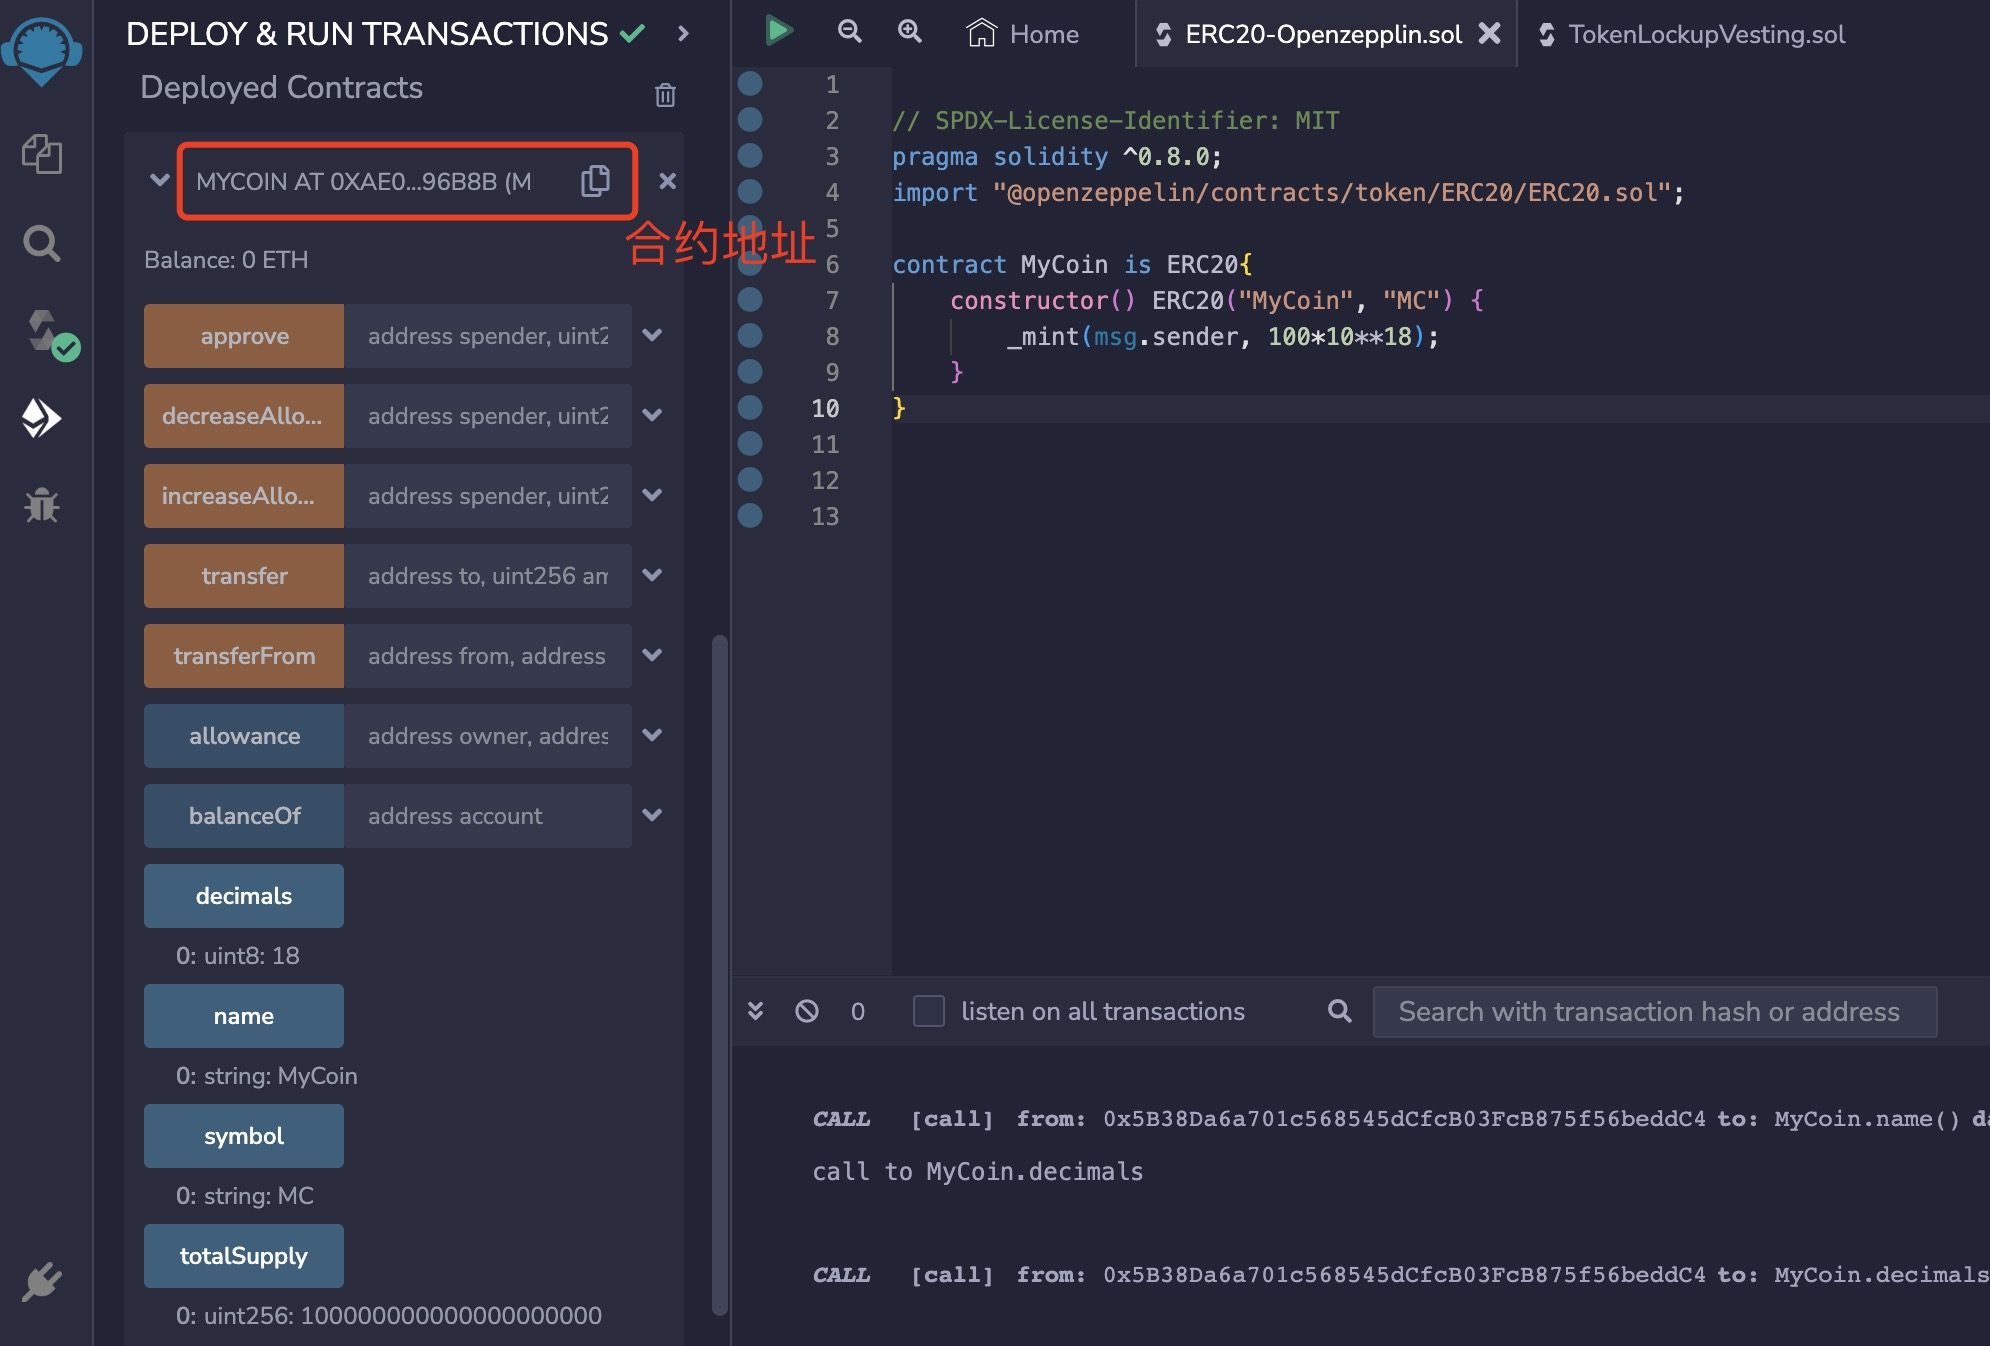 DEPLOY & RUN TRANSACTIONS
Deployed Contracts
MYCOIN AT 0XAE0...96B8B (M
合约地址
Balance: 0 ETH
approve address spender, uint2
decreaseAllo... address spender, uint2
increaseAllo... address spender, uint2
transfer address to, uint256 am
transferFrom address from, address
allowance address owner, addres
balanceOf address account
decimals
0: uint8: 18
name
0: string: MyCoin
symbol
0: string: MC
totalSupply
0: uint256: 100000000000000000000
Home ERC20-Openzepplin.sol TokenLockupVesting.sol
1
2 // SPDX-License-Identifier: MIT
3 pragma solidity ^0.8.0;
4 import "@openzeppelin/contracts/token/ERC20/ERC20.sol";
5
6 contract MyCoin is ERC20{
7 constructor() ERC20("MyCoin", "MC") {
8 _mint(msg.sender, 100*10**18);
9 }
10 }
11
12
13
0 listen on all transactions Search with transaction hash or address
CALL [call] from: 0x5B38Da6a701c568545dCfcB03FcB875f56beddC4 to: MyCoin.name() da
call to MyCoin.decimals
CALL [call] from: 0x5B38Da6a701c568545dCfcB03FcB875f56beddC4 to: MyCoin.decimals